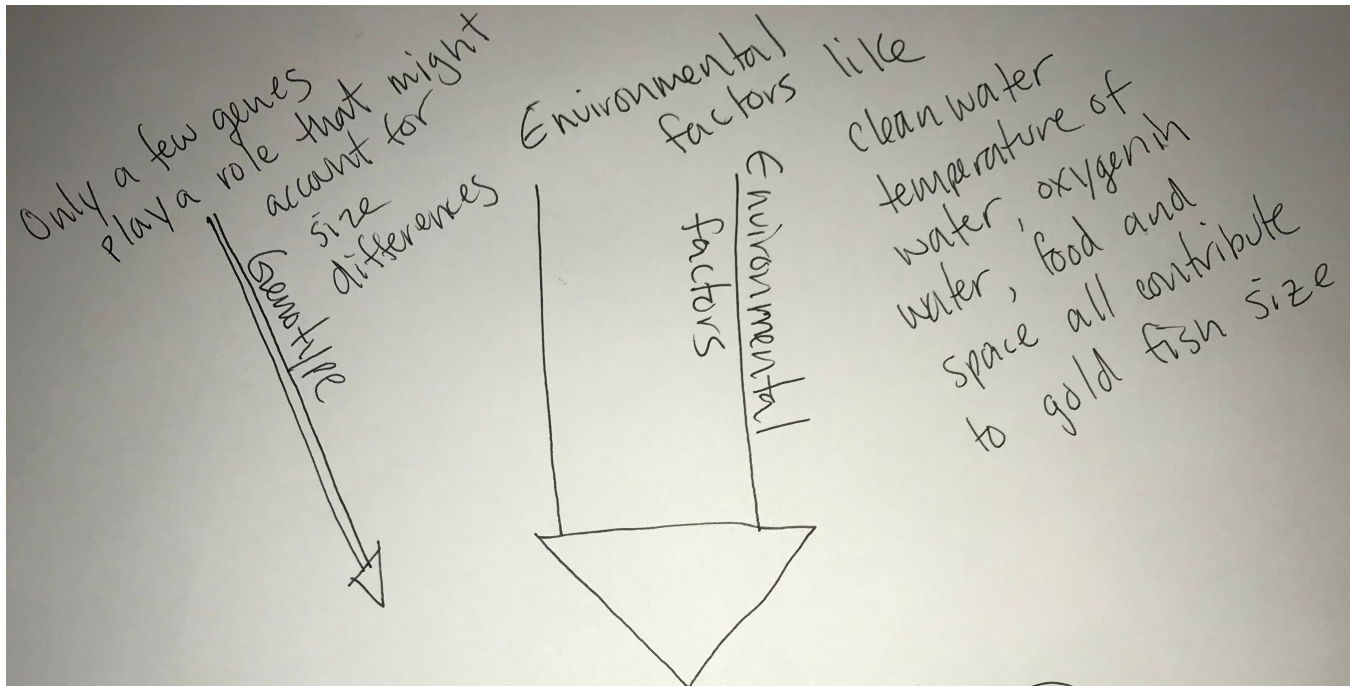 Only a few genes
play a role that might
account for
size
differences
Genotype
Environmental
factors like
clean water
temperature of
water, oxygen in
water, food and
space all contribute
to gold fish size
Environmental
factors